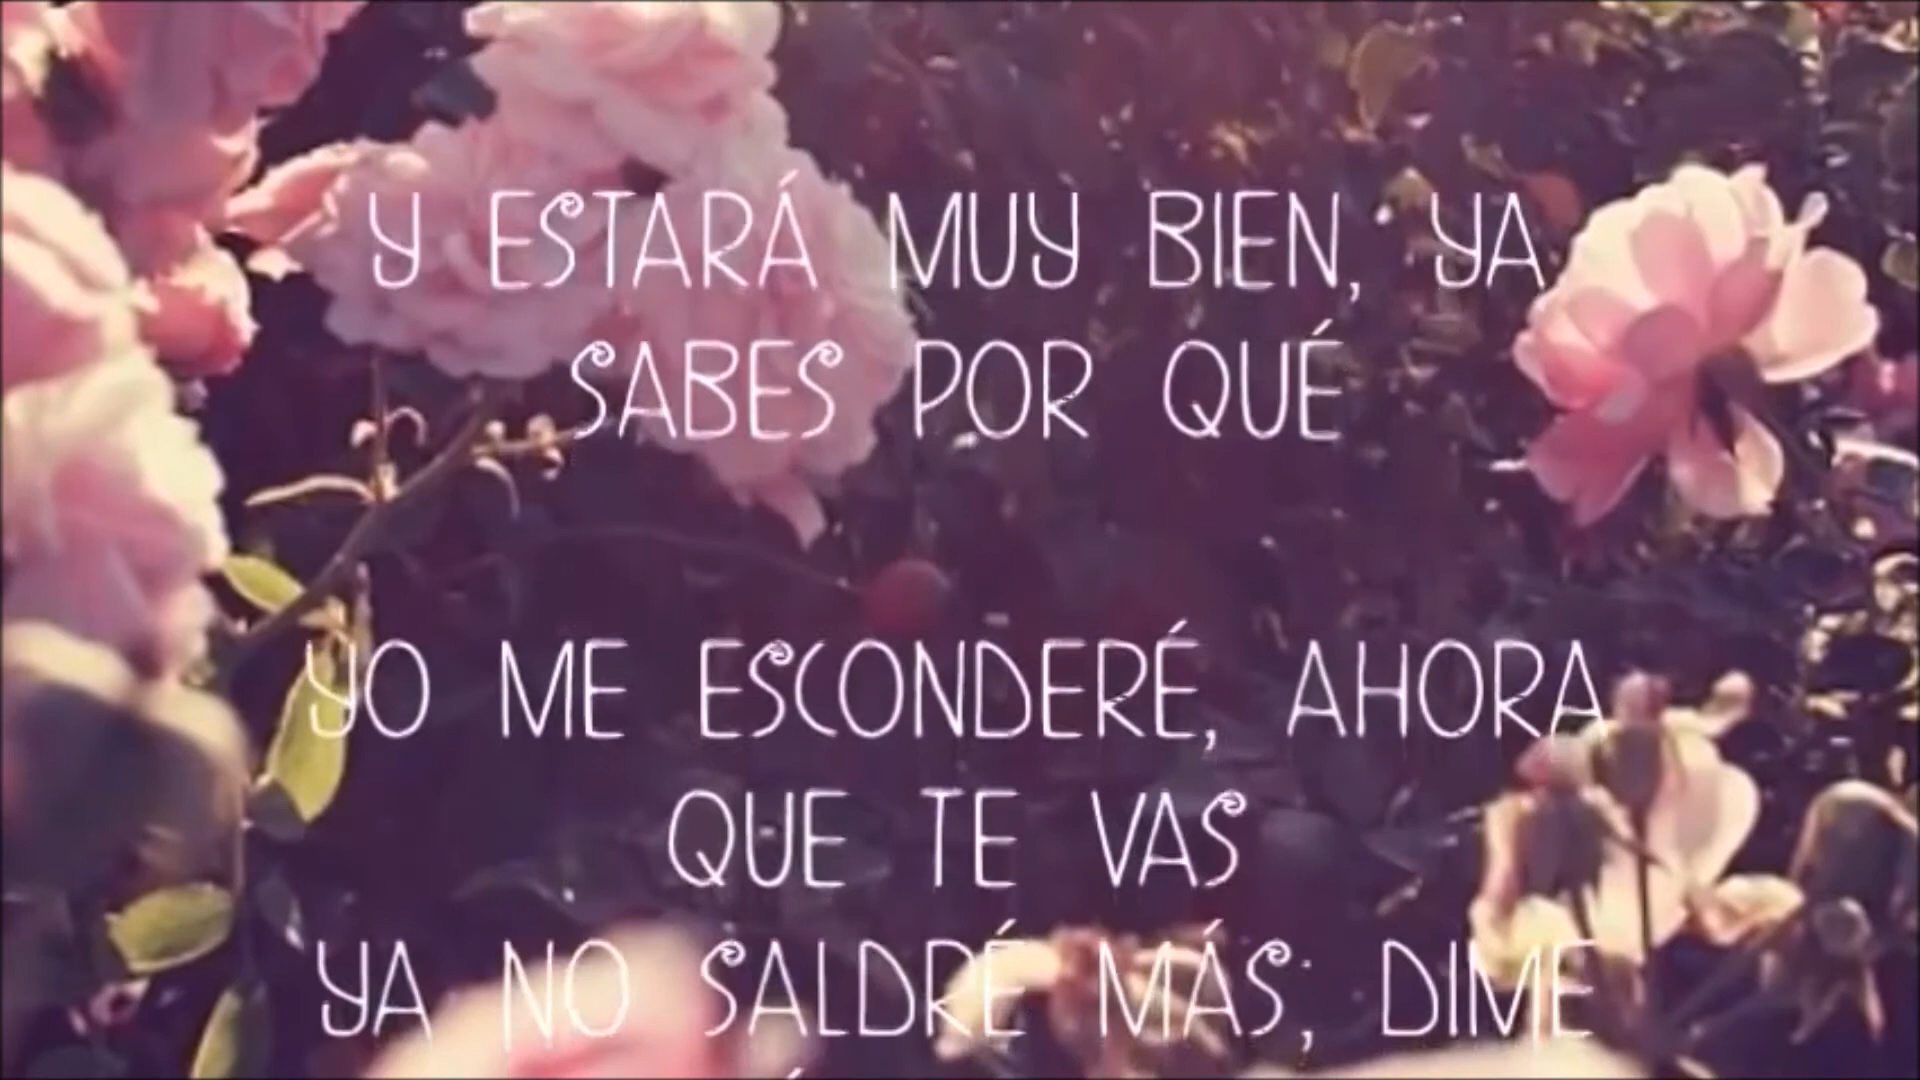 Y ESTARÁ MUY BIEN, YA
SABES POR QUÉ
YO ME ESCONDERÉ, AHORA
QUE TE VAS
YA NO SALDRÉ MÁS; DIME